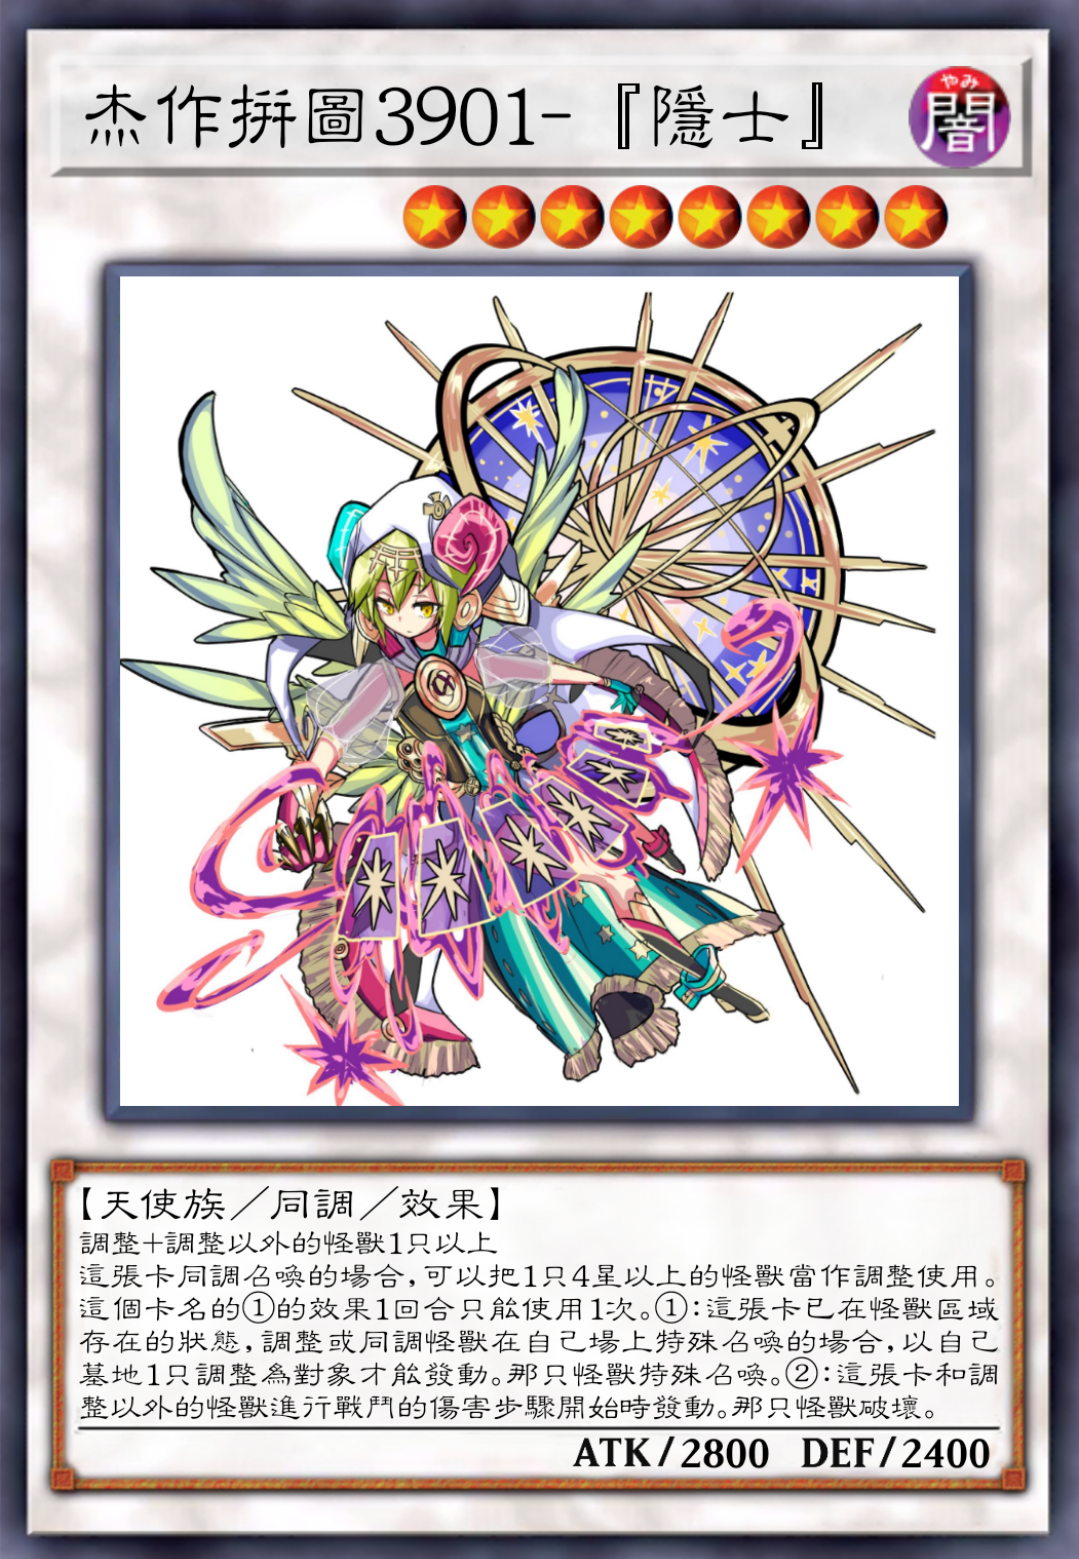 杰作拼圖3901-『隱士』
やみ
闇
【天使族／同調／效果】
調整+調整以外的怪獸1只以上
這張卡同調召喚的場合,可以把1只4星以上的怪獸當作調整使用。
這個卡名的①的效果1回合只能使用1次。①:這張卡已在怪獸區域
存在的狀態,調整或同調怪獸在自己場上特殊召喚的場合,以自己
墓地1只調整為對象才能發動。那只怪獸特殊召喚。②:這張卡和調
整以外的怪獸進行戰鬥的傷害步驟開始時發動。那只怪獸破壞。
ATK/2800 DEF/2400